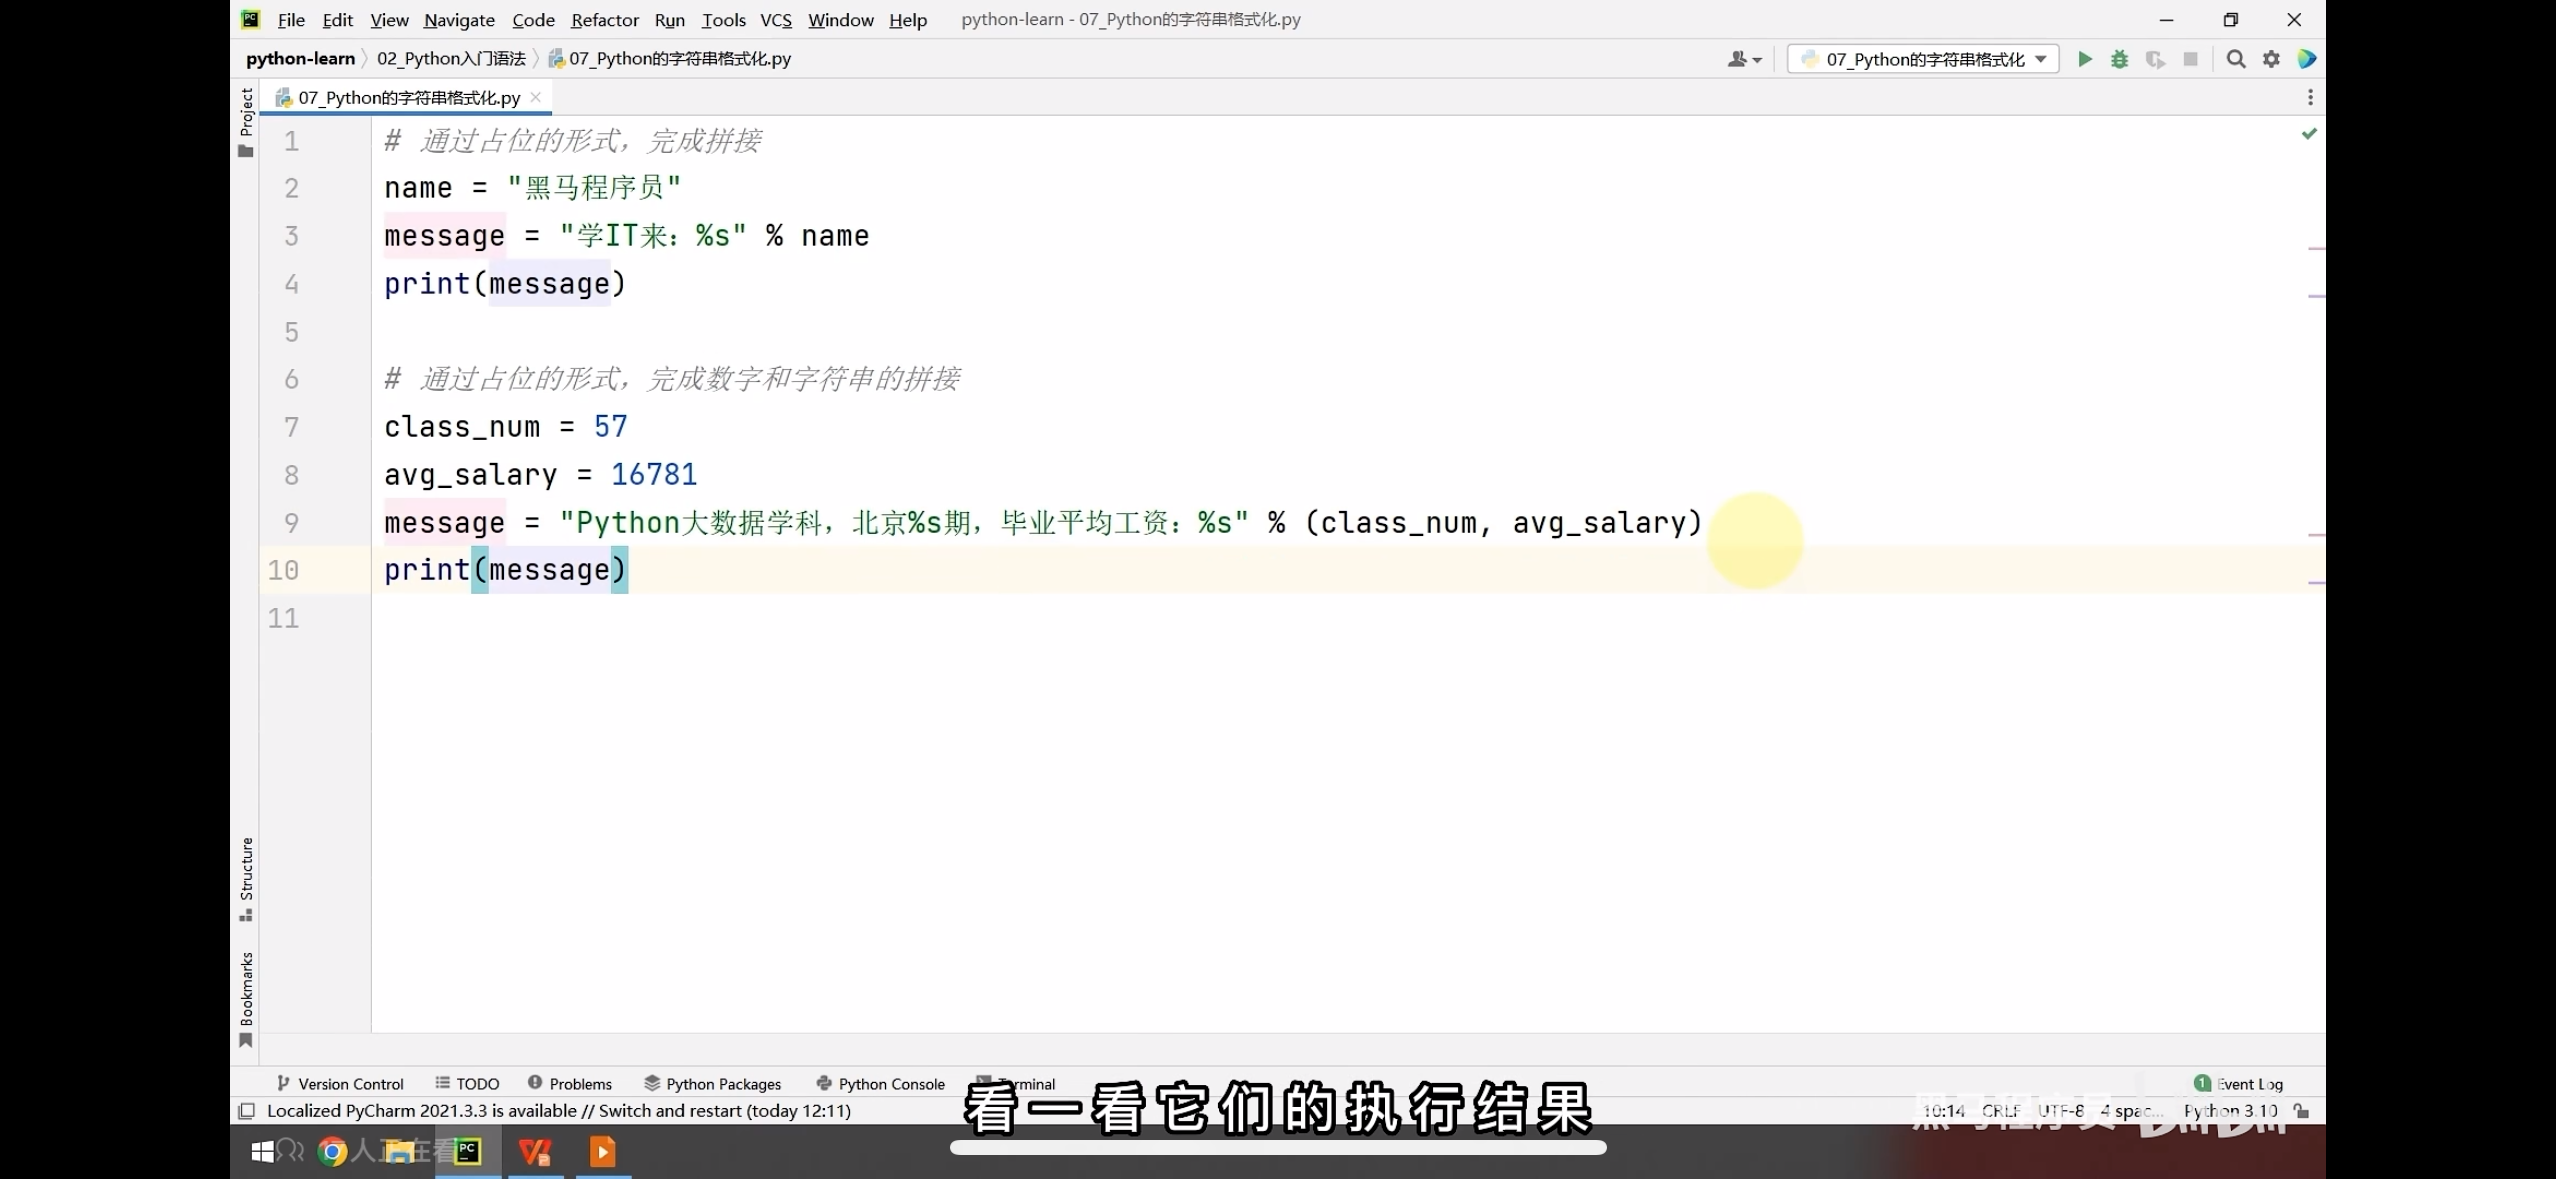 File Edit View Navigate Code Refactor Run Tools VCS Window Help python-learn - 07_Python的字符串格式化.py
python-learn 02_Python入门语法 07_Python的字符串格式化.py 07_Python的字符串格式化
07_Python的字符串格式化.py
Project
1 # 通过占位的形式，完成拼接
2 name = "黑马程序员"
3 message = "学IT来：%s" % name
4 print(message)
5
6 # 通过占位的形式，完成数字和字符串的拼接
7 class_num = 57
8 avg_salary = 16781
9 message = "Python大数据学科，北京%s期，毕业平均工资：%s" % (class_num, avg_salary)
10 print(message)
11
Structure
Bookmarks
Version Control TODO Problems Python Packages Python Console Terminal 1 Event Log
Localized PyCharm 2021.3.3 is available // Switch and restart (today 12:11) 10:14 CRLF UTF-8 4 spac... Python 3.10
看一看它们的执行结果
黑马程序员 bilibili
人正在看